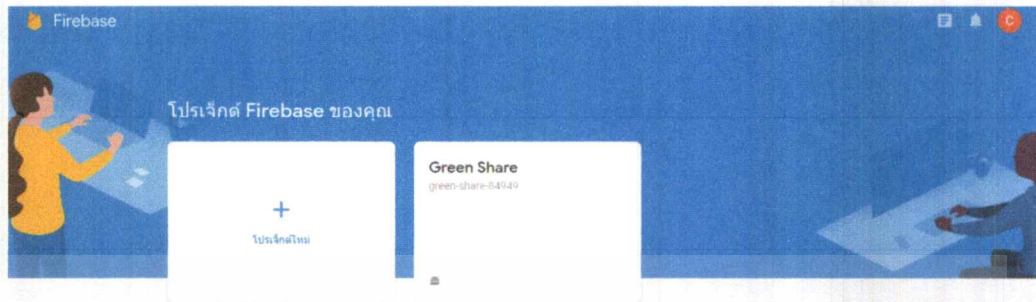 Firebase
C
โปรเจ็กต์ Firebase ของคุณ
Green Share
green-share-84949
+
โปรเจ็กต์ใหม่